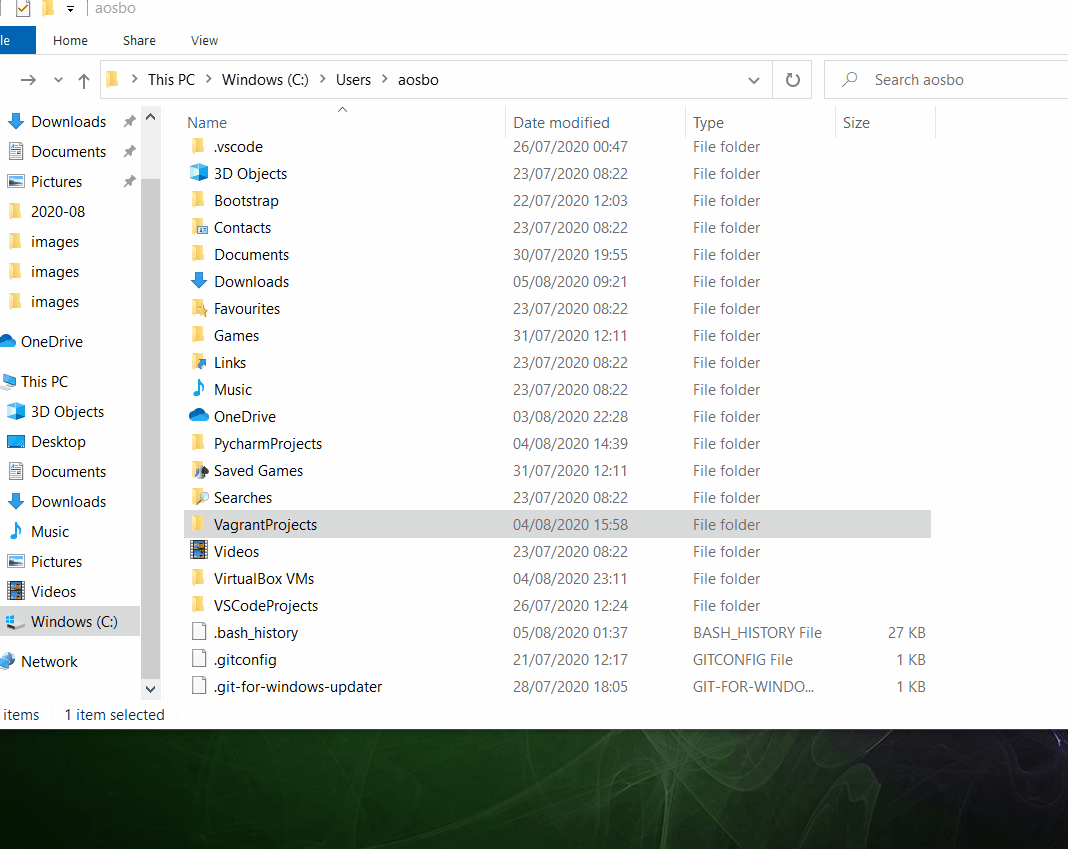 aosbo
le Home Share View
This PC Windows (C:) Users aosbo
Search aosbo
Downloads
Documents
Pictures
2020-08
images
images
images
OneDrive
This PC
3D Objects
Desktop
Documents
Downloads
Music
Pictures
Videos
Windows (C:)
Network
Name Date modified Type Size
.vscode 26/07/2020 00:47 File folder
3D Objects 23/07/2020 08:22 File folder
Bootstrap 22/07/2020 12:03 File folder
Contacts 23/07/2020 08:22 File folder
Documents 30/07/2020 19:55 File folder
Downloads 05/08/2020 09:21 File folder
Favourites 23/07/2020 08:22 File folder
Games 31/07/2020 12:11 File folder
Links 23/07/2020 08:22 File folder
Music 23/07/2020 08:22 File folder
OneDrive 03/08/2020 22:28 File folder
PycharmProjects 04/08/2020 14:39 File folder
Saved Games 31/07/2020 12:11 File folder
Searches 23/07/2020 08:22 File folder
VagrantProjects 04/08/2020 15:58 File folder
Videos 23/07/2020 08:22 File folder
VirtualBox VMs 04/08/2020 23:11 File folder
VSCodeProjects 26/07/2020 12:24 File folder
.bash_history 05/08/2020 01:37 BASH_HISTORY File 27 KB
.gitconfig 21/07/2020 12:17 GITCONFIG File 1 KB
.git-for-windows-updater 28/07/2020 18:05 GIT-FOR-WINDO... 1 KB
items 1 item selected